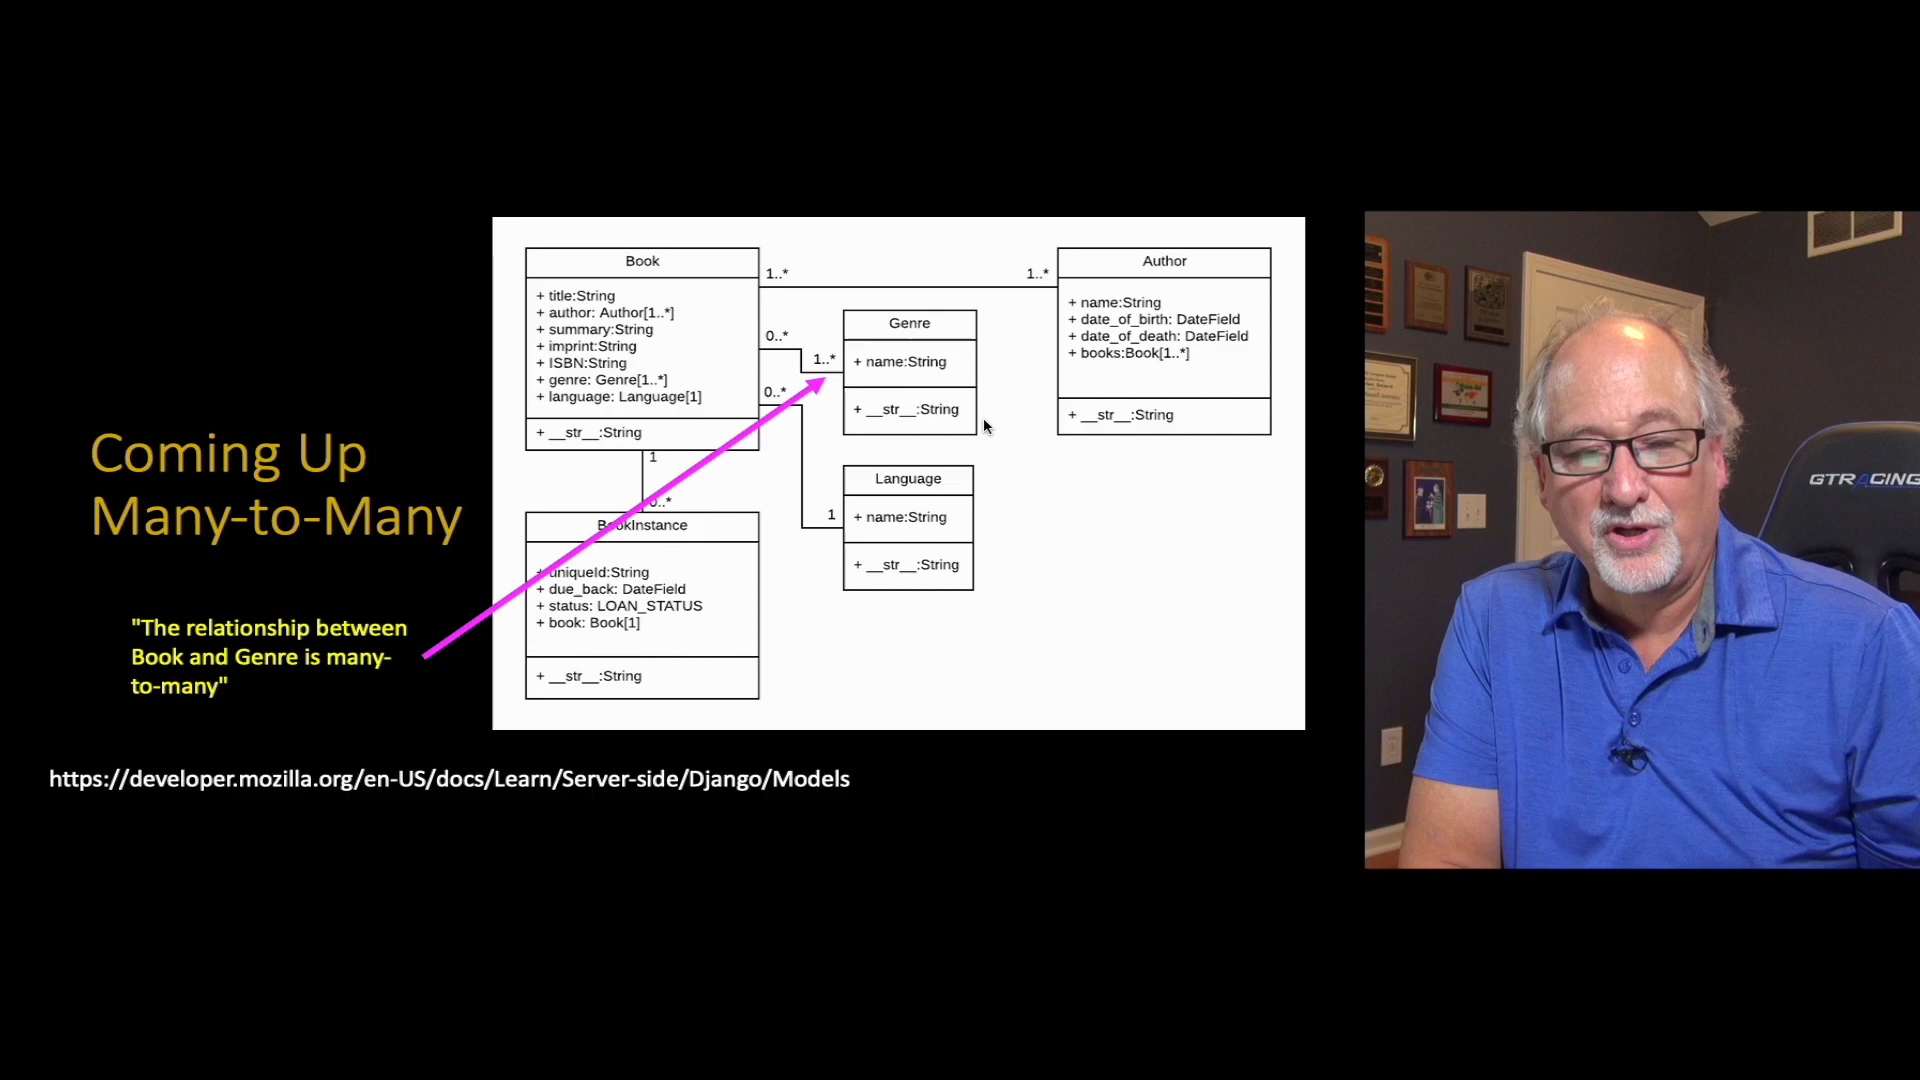 Coming Up
Many-to-Many
"The relationship between
Book and Genre is many-
to-many"
https://developer.mozilla.org/en-US/docs/Learn/Server-side/Django/Models
Book
+ title:String
+ author: Author[1..*]
+ summary:String
+ imprint:String
+ ISBN:String
+ genre: Genre[1..*]
+ language: Language[1]
+ __str__:String
1..*
1..*
0..*
1..*
0..*
1
1
0..*
Author
+ name:String
+ date_of_birth: DateField
+ date_of_death: DateField
+ books:Book[1..*]
+ __str__:String
Genre
+ name:String
+ __str__:String
Language
+ name:String
+ __str__:String
BookInstance
+ uniqueId:String
+ due_back: DateField
+ status: LOAN_STATUS
+ book: Book[1]
+ __str__:String
GTRACING